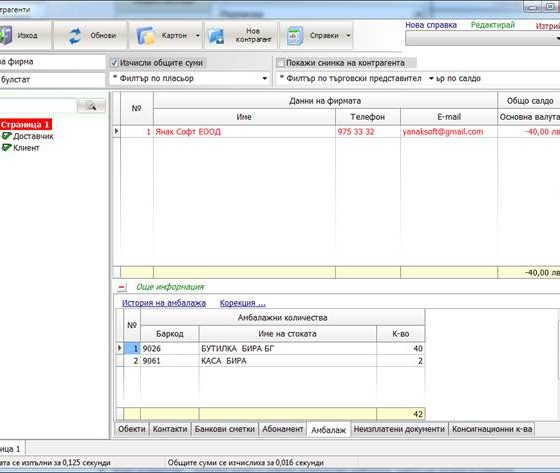 трагенти
Нова справка Редактирай Изтрий
Изход Обнови Картон Нов контрагент Справки
на фирма Изчисли общите суми Покажи снимка на контрагента
булстат * Филтър по пласьор * Филтър по търговски представител ър по салдо
Страница 1
Доставчик
Клиент
№ Данни на фирмата Общо салдо
Име Телефон E-mail Основна валута
1 Янак Софт ЕООД 975 33 32 yanaksoft@gmail.com -40,00 лв
-40,00 лв
Още информация
История на амбалажа Корекция ...
№ Амбалажни количества
Баркод Име на стоката К-во
1 9026 БУТИЛКА БИРА БГ 40
2 9061 КАСА БИРА 2
42
Обекти Контакти Банкови сметки Абонамент Амбалаж Неизплатени документи Консигнационни к-ва
ница 1
ата се изпълни за 0,125 секунди Общите суми се изчислиха за 0,016 секунди